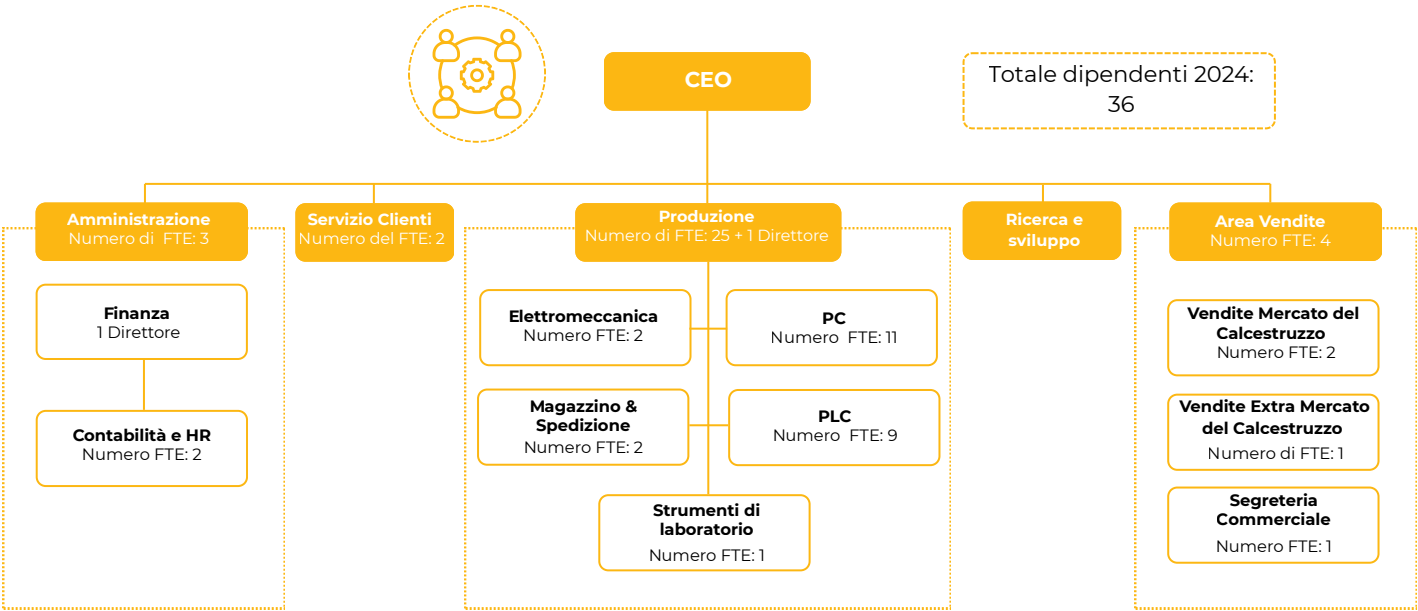 CEO
Totale dipendenti 2024:
36
Amministrazione
Numero di  FTE: 3
Servizio Clienti
Numero del FTE: 2
Produzione
Numero di FTE: 25 + 1 Direttore
Ricerca e
sviluppo
Area Vendite
Numero FTE: 4
Finanza
1 Direttore
Contabilità e HR
Numero FTE: 2
Elettromeccanica
Numero FTE: 2
PC
Numero  FTE: 11
Magazzino &
Spedizione
Numero FTE: 2
PLC
Numero  FTE: 9
Strumenti di
laboratorio
Numero FTE: 1
Vendite Mercato del
Calcestruzzo
Numero FTE: 2
Vendite Extra Mercato
del Calcestruzzo
Numero di FTE: 1
Segreteria
Commerciale
Numero FTE: 1